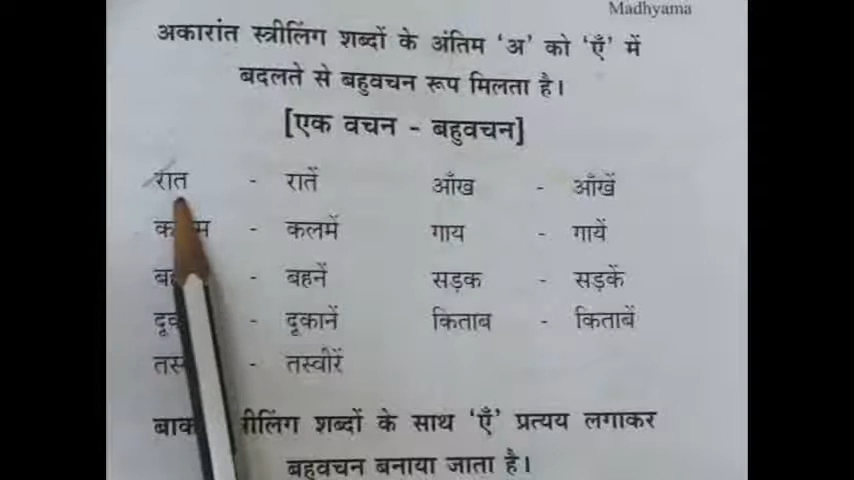 Madhyama
अकारांत स्त्रीलिंग शब्दों के अंतिम 'अ' को 'एँ' में
बदलते से बहुवचन रूप मिलता है।
[एक वचन - बहुवचन]
रात - रातें आँख - आँखें
- कलमें गाय - गायें
- बहनें सड़क - सड़कें
- दूकानें किताब - किताबें
- तस्वीरें
शब्दों के साथ 'एँ' प्रत्यय लगाकर
बहुवचन बनाया जाता है।